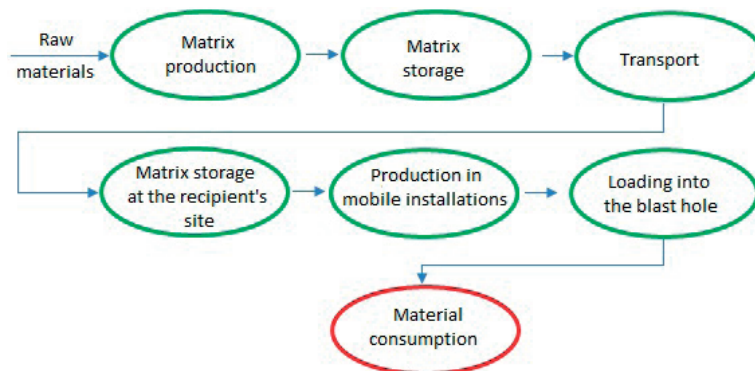 Raw
materials
Matrix
production
Matrix
storage
Transport
Matrix storage
at the recipient's
site
Production in
mobile installations
Loading into
the blast hole
Material
consumption